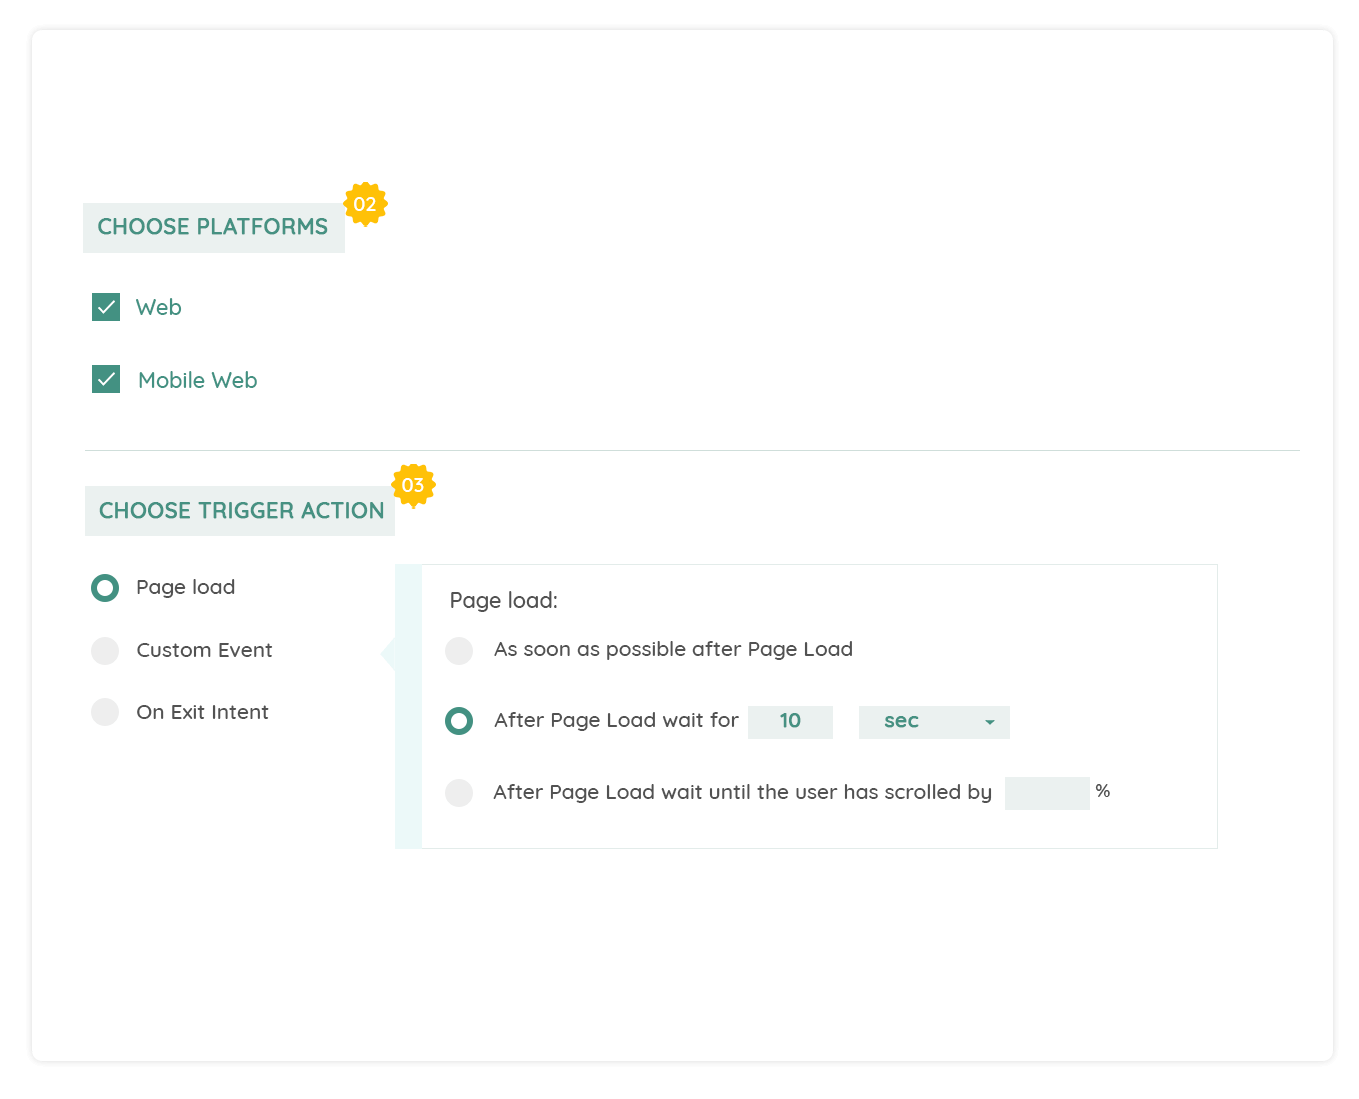 02
CHOOSE PLATFORMS
Web
Mobile Web
03
CHOOSE TRIGGER ACTION
Page load
Custom Event
On Exit Intent
Page load:
As soon as possible after Page Load
After Page Load wait for 10 sec
After Page Load wait until the user has scrolled by %